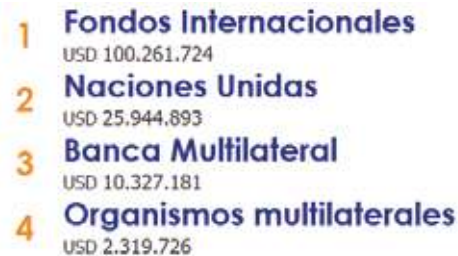 1 Fondos Internacionales
USD 100.261.724
2 Naciones Unidas
USD 25.944.893
3 Banca Multilateral
USD 10.327.181
4 Organismos multilaterales
USD 2.319.726